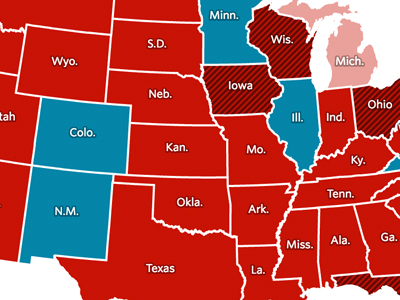 Minn.
S.D.
Wis.
Wyo.
Mich.
Iowa
Neb.
Ohio
tah
Colo.
Ill.
Ind.
Kan.
Mo.
Ky.
Tenn.
N.M.
Okla.
Ark.
Miss.
Ala.
Ga.
Texas
La.